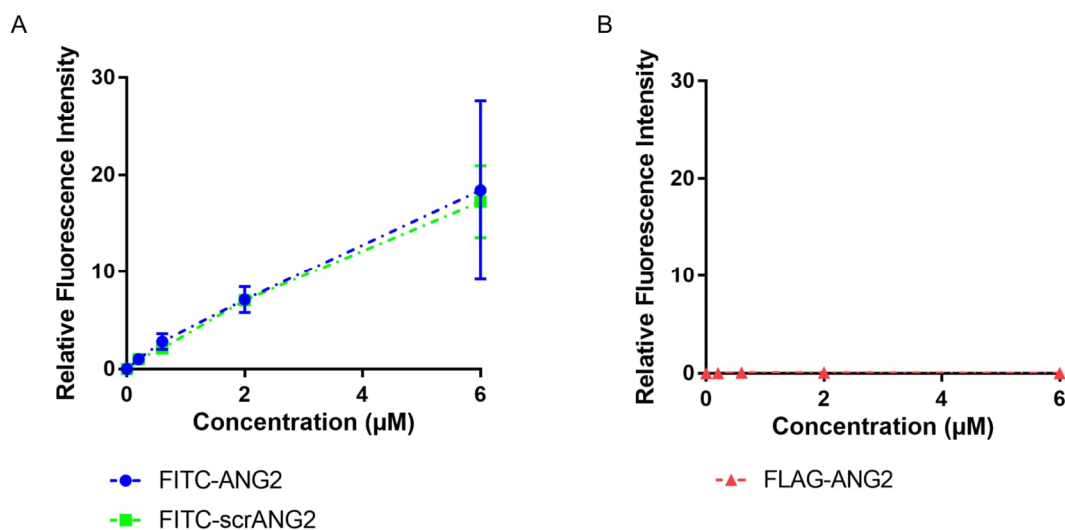 A
B
Relative Fluorescence Intensity
30
20
10
0
0
2
4
6
Concentration (µM)
FITC-ANG2
FITC-scrANG2
Relative Fluorescence Intensity
30
20
10
0
0
2
4
6
Concentration (µM)
FLAG-ANG2